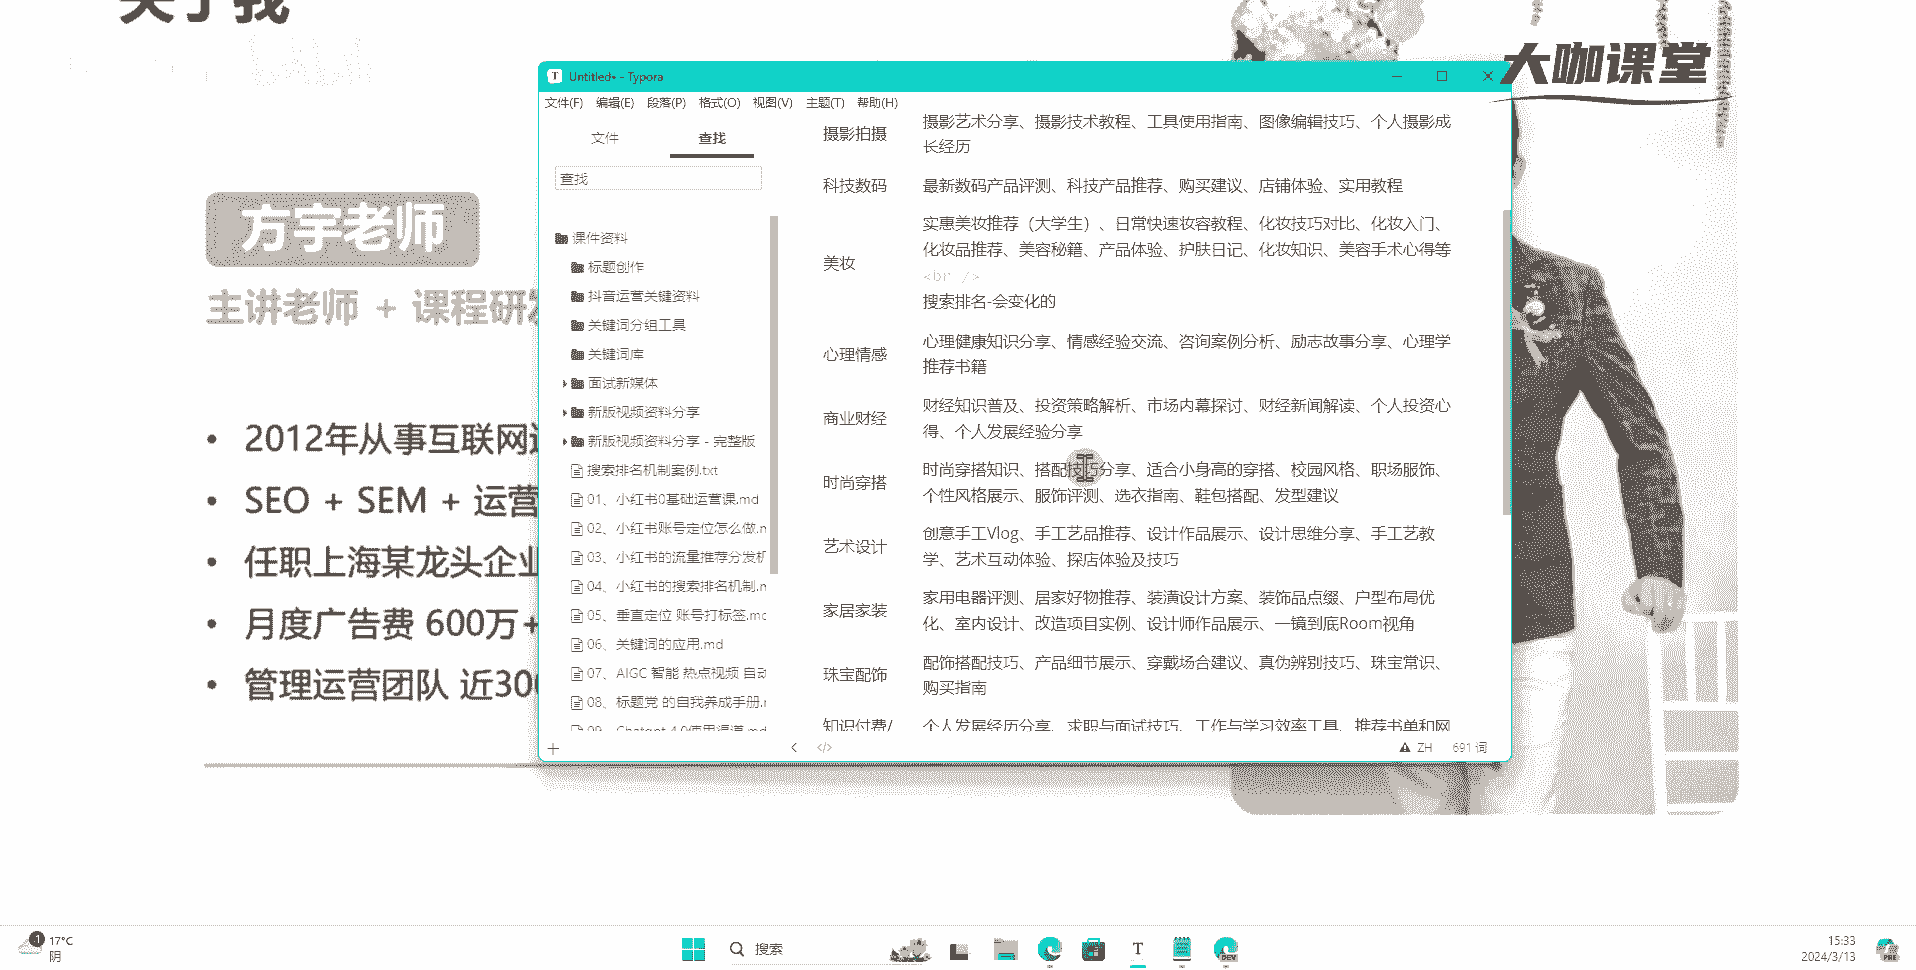 关于我
大咖课堂
方宇老师
主讲老师 + 课程研
2012年从事互联网
SEO + SEM + 运营
任职上海某龙头企业
月度广告费 600万+
管理运营团队 近300
Untitled• - Typora
文件(F) 编辑(E) 段落(P) 格式(O) 视图(V) 主题(T) 帮助(H)
文件 查找
查找
课件资料
标题创作
抖音运营关键资料
关键词分组工具
关键词库
面试新媒体
新版视频资料分享
新版视频资料分享 - 完整版
搜索排名机制案例.txt
01、小红书0基础运营课.md
02、小红书账号定位怎么做.m
03、小红书的流量推荐分发机
04、小红书的搜索排名机制.m
05、垂直定位 账号打标签.mc
06、关键词的应用.md
07、AIGC 智能 热点视频 自动
08、标题党 的自我养成手册.r
09、Chatgpt 4.0使用渠道.md
摄影拍摄
摄影艺术分享、摄影技术教程、工具使用指南、图像编辑技巧、个人摄影成
长经历
科技数码
最新数码产品评测、科技产品推荐、购买建议、店铺体验、实用教程
美妆
实惠美妆推荐（大学生）、日常快速妆容教程、化妆技巧对比、化妆入门、
化妆品推荐、美容秘籍、产品体验、护肤日记、化妆知识、美容手术心得等
<br />
搜索排名-会变化的
心理情感
心理健康知识分享、情感经验交流、咨询案例分析、励志故事分享、心理学
推荐书籍
商业财经
财经知识普及、投资策略解析、市场内幕探讨、财经新闻解读、个人投资心
得、个人发展经验分享
时尚穿搭
时尚穿搭知识、搭配技巧分享、适合小身高的穿搭、校园风格、职场服饰、
个性风格展示、服饰评测、选衣指南、鞋包搭配、发型建议
艺术设计
创意手工Vlog、手工艺品推荐、设计作品展示、设计思维分享、手工艺教
学、艺术互动体验、探店体验及技巧
家居家装
家用电器评测、居家好物推荐、装潢设计方案、装饰品点缀、户型布局优
化、室内设计、改造项目实例、设计师作品展示、一镜到底Room视角
珠宝配饰
配饰搭配技巧、产品细节展示、穿戴场合建议、真伪辨别技巧、珠宝常识、
购买指南
知识付费/
个人发展经历分享、求职与面试技巧、工作与学习效率工具、推荐书单和网
ZH 691 词
1
17°C
阴
搜索
DEV
15:33
2024/3/13
PRE